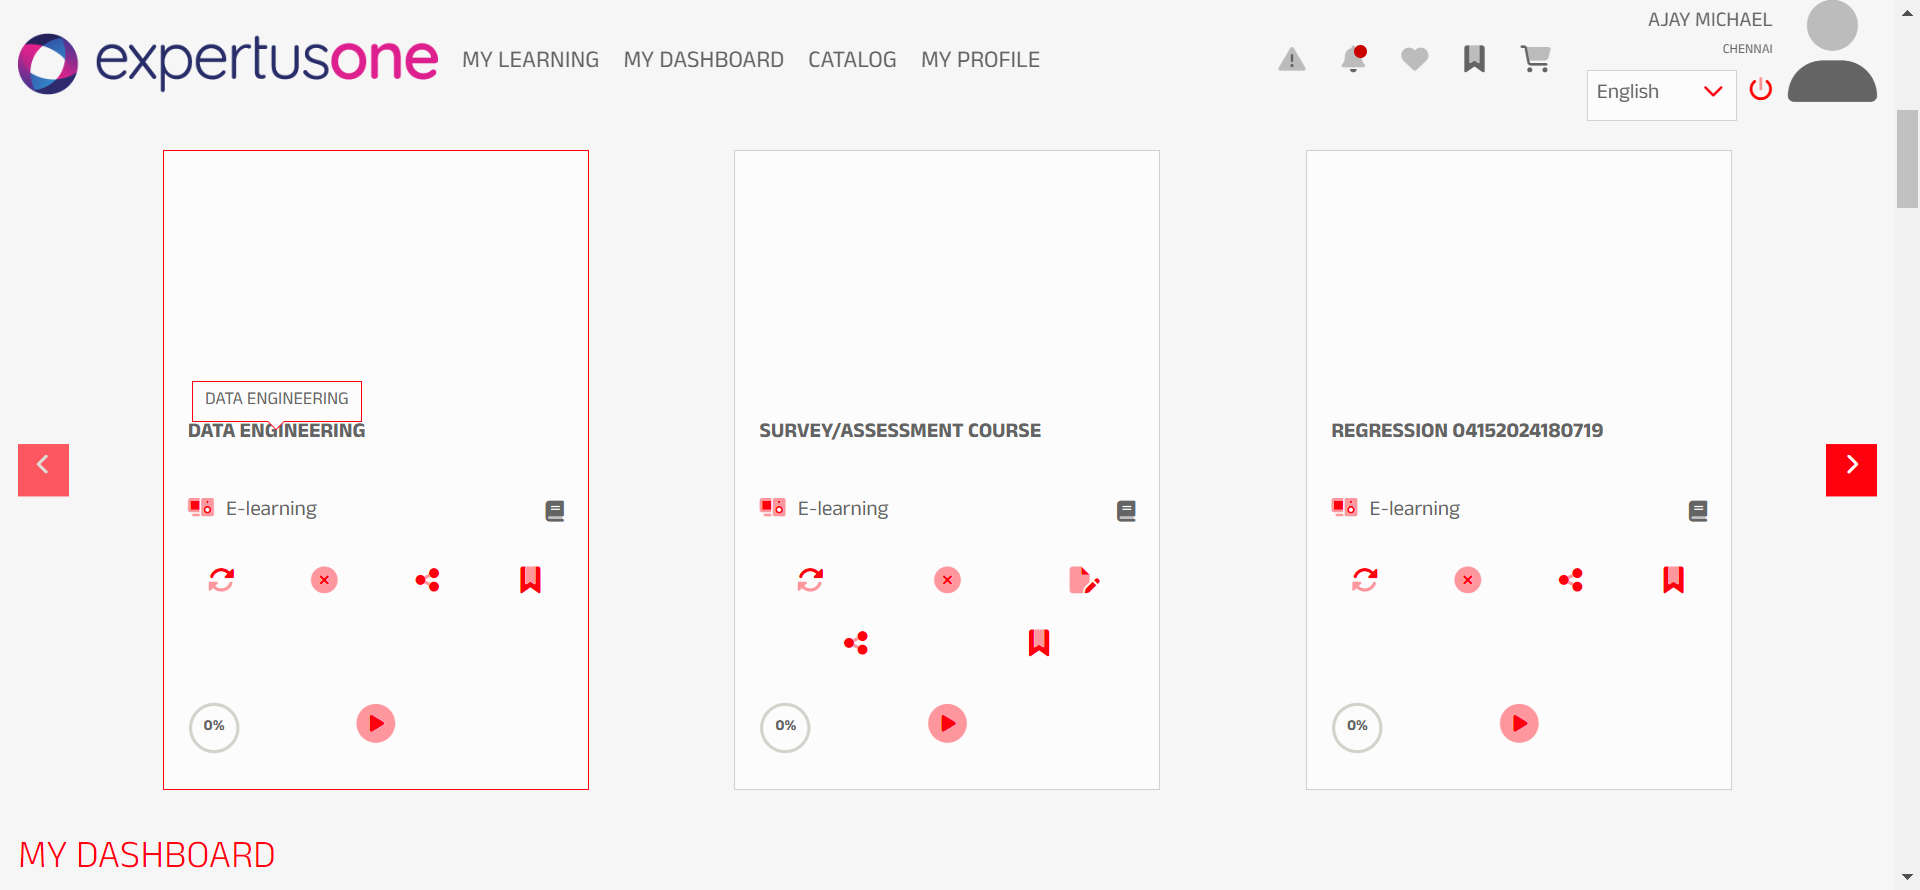 expertusone
MY LEARNING MY DASHBOARD CATALOG MY PROFILE
AJAY MICHAEL
CHENNAI
English
DATA ENGINEERING
DATA ENGINEERING
E-learning
0%
SURVEY/ASSESSMENT COURSE
E-learning
0%
REGRESSION 04152024180719
E-learning
0%
MY DASHBOARD